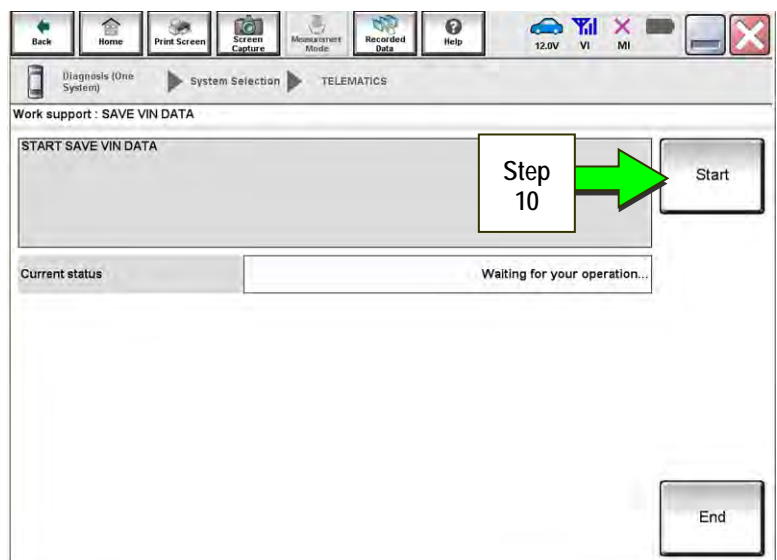 Back
Home
Print Screen
Screen
Capture
Measurement
Mode
Recorded
Data
Help
12.0V
VI
MI
Diagnosis (One
System)
System Selection
TELEMATICS
Work support : SAVE VIN DATA
START SAVE VIN DATA
Step
10
Start
Current status
Waiting for your operation...
End